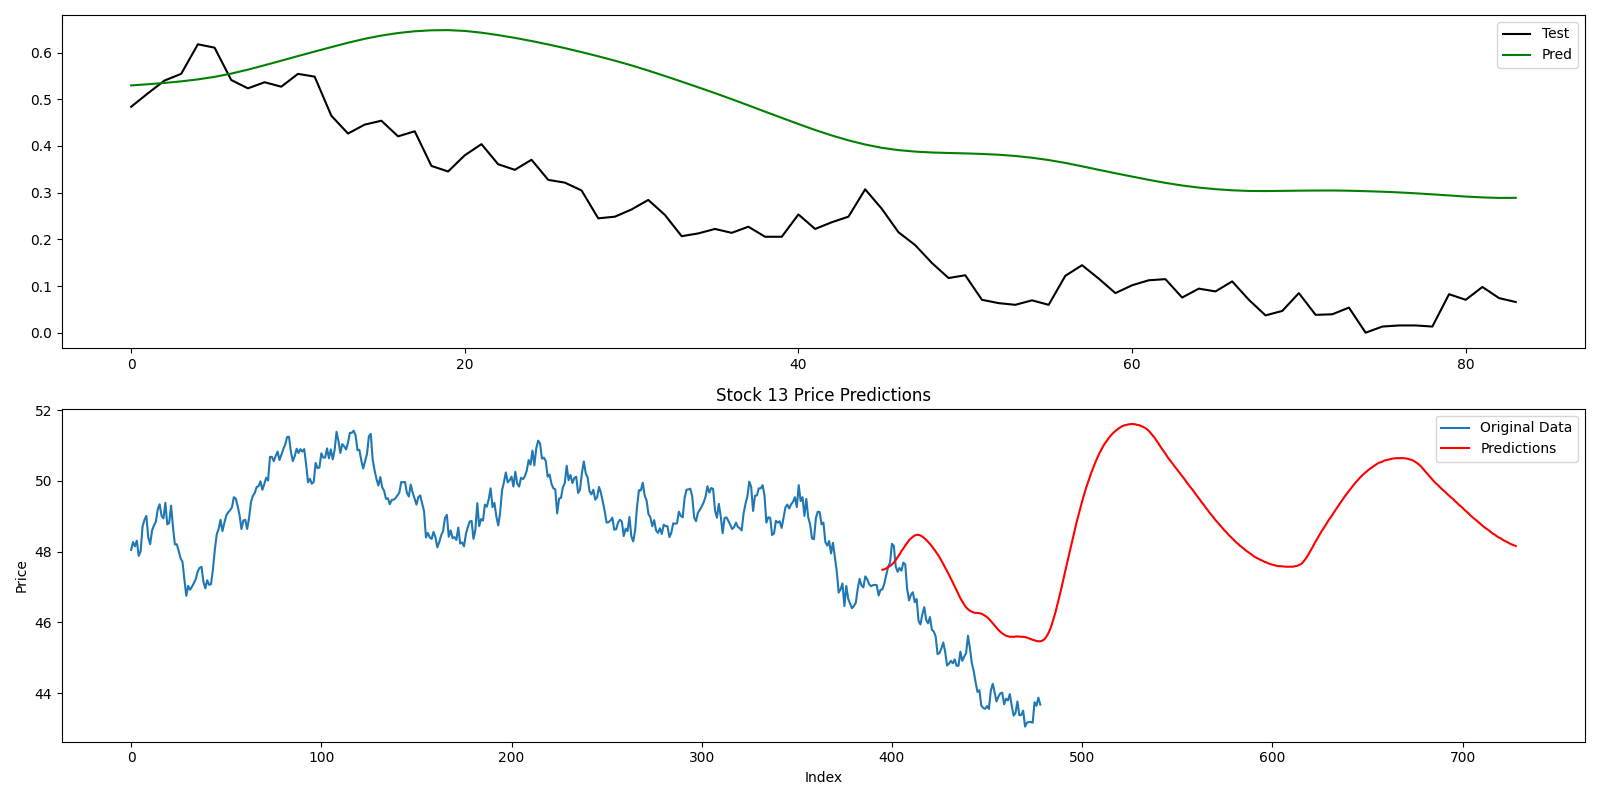 0.6
0.5
0.4
0.3
0.2
0.1
0.0
0 20 40 60 80
Test
Pred
Stock 13 Price Predictions
52
50
48
46
44
Price
0 100 200 300 400 500 600 700
Index
Original Data
Predictions